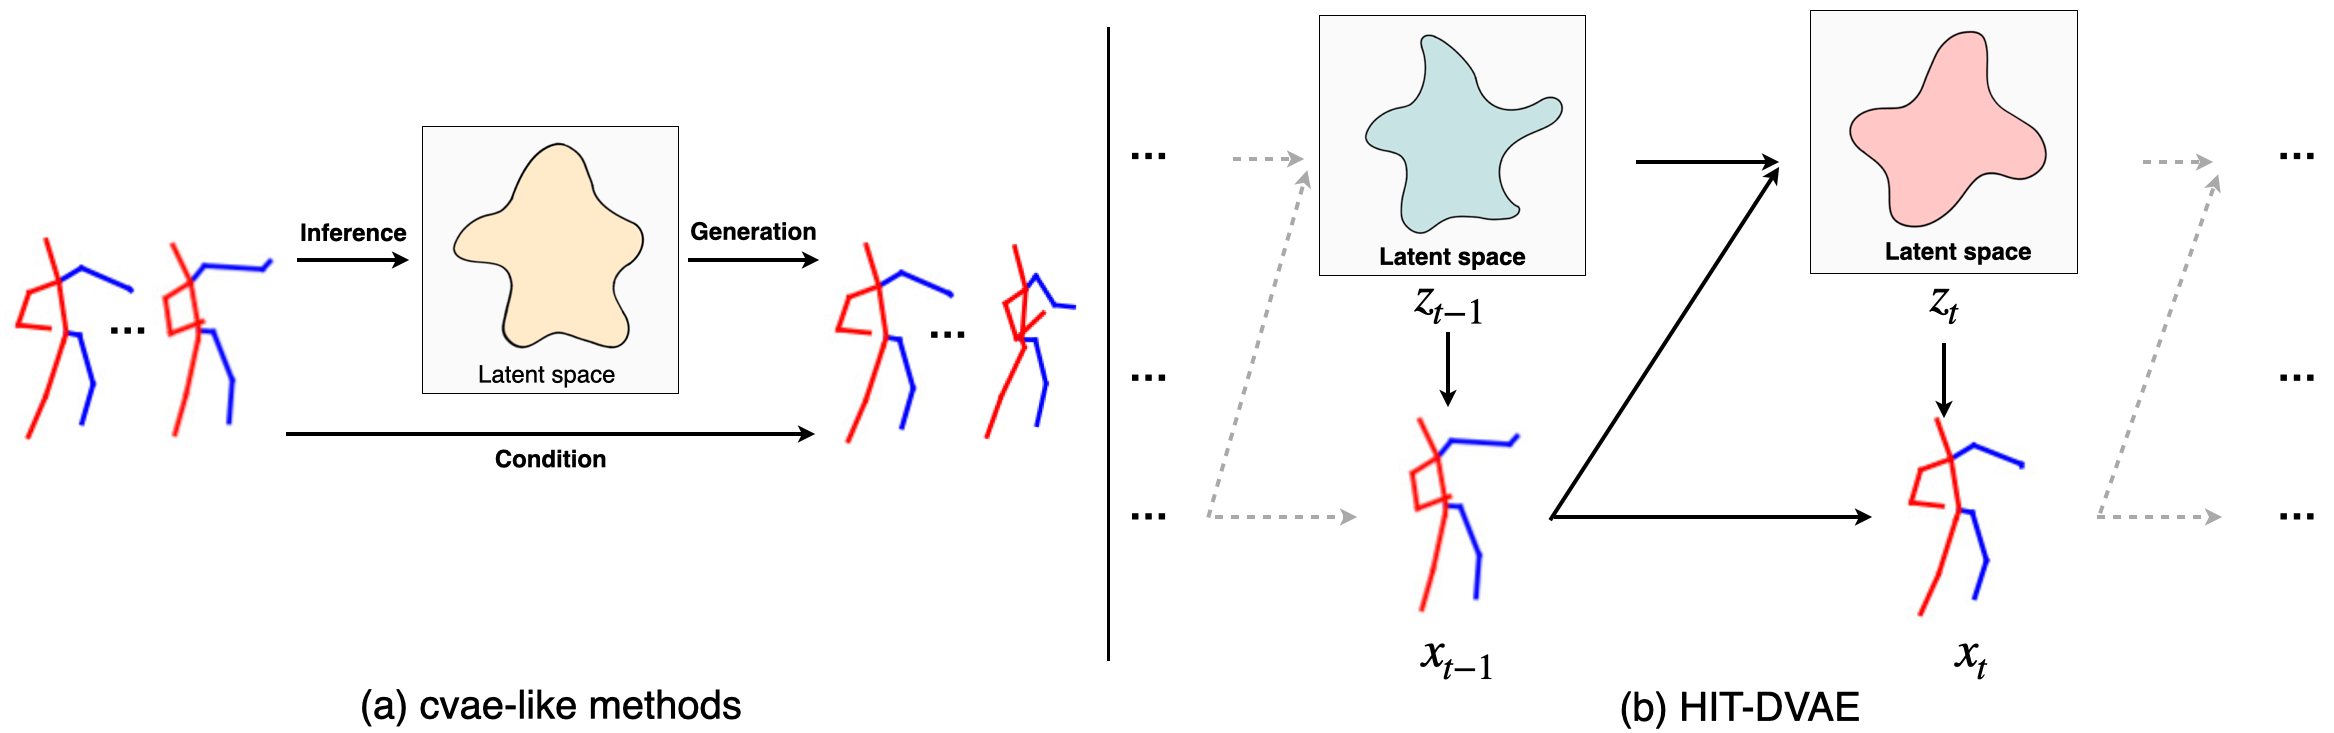 Inference
Generation
...
Latent space
...
Condition
(a) cvae-like methods
...
Latent space
Latent space
...
z_{t-1}
z_t
...
...
...
...
x_{t-1}
x_t
(b) HIT-DVAE